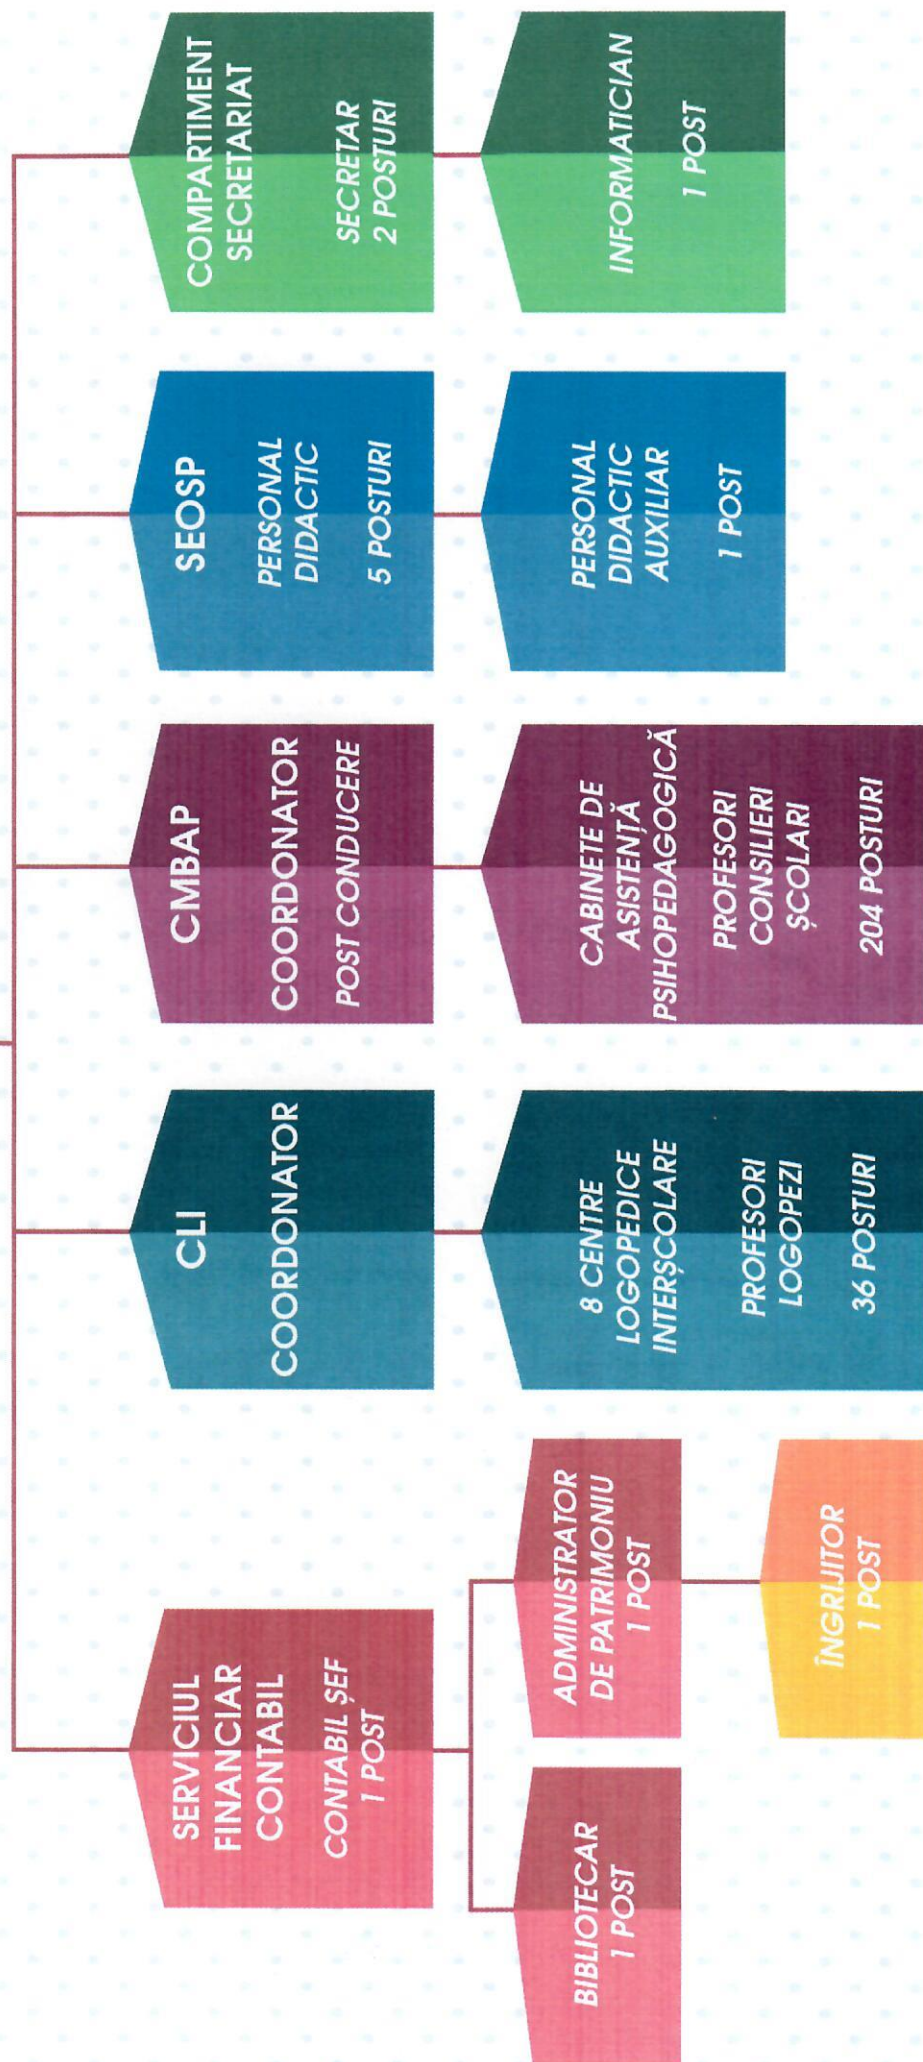 SERVICIUL
FINANCIAR
CONTABIL
CONTABIL ȘEF
1 POST
BIBLIOTECAR
1 POST
ADMINISTRATOR
DE PATRIMONIU
1 POST
ÎNGRIJITOR
1 POST
CLI
COORDONATOR
8 CENTRE
LOGOPEDICE
INTERȘCOLARE
PROFESORI
LOGOPEZI
36 POSTURI
CMBAP
COORDONATOR
POST CONDUCERE
CABINETE DE
ASISTENȚĂ
PSIHOPEDAGOGICĂ
PROFESORI
CONSILIERI
ȘCOLARI
204 POSTURI
SEOSP
PERSONAL
DIDACTIC
5 POSTURI
PERSONAL
DIDACTIC
AUXILIAR
1 POST
COMPARTIMENT
SECRETARIAT
SECRETAR
2 POSTURI
INFORMATICIAN
1 POST